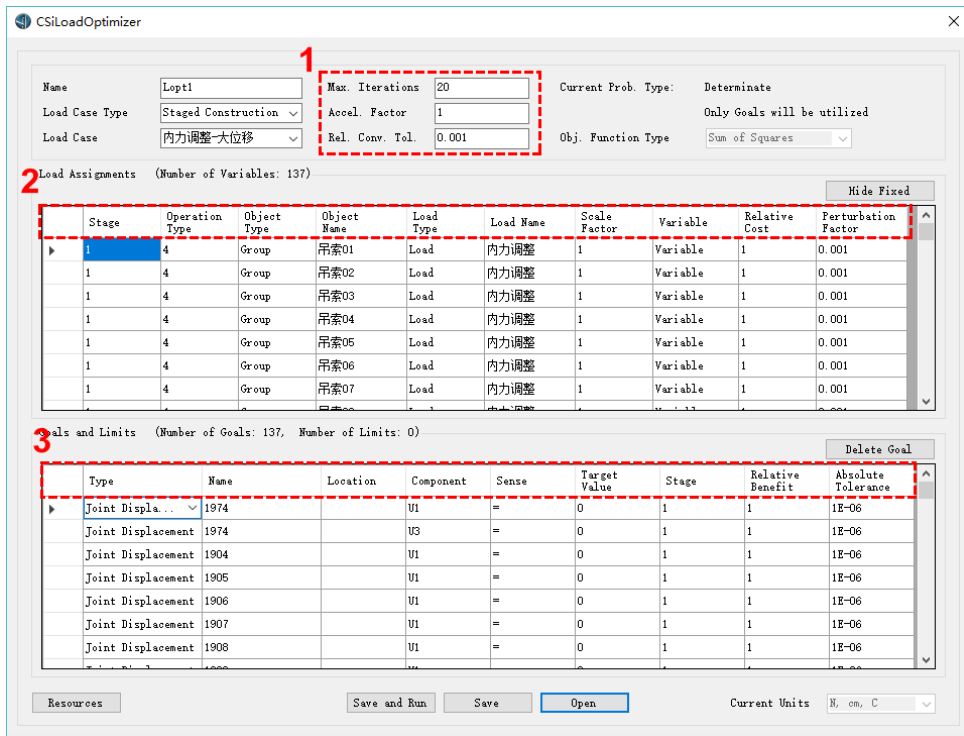 CSiLoadOptimizer
1
Name Lopt1 Max. Iterations 20 Current Prob. Type: Determinate
Load Case Type Staged Construction Accel. Factor 1 Only Goals will be utilized
Load Case 内力调整-大位移 Rel. Conv. Tol. 0.001 Obj. Function Type Sum of Squares
2
Load Assignments (Number of Variables: 137)
Hide Fixed
Stage Operation Type Object Type Object Name Load Type Load Name Scale Factor Variable Relative Cost Perturbation Factor
1 4 Group 吊索01 Load 内力调整 1 Variable 1 0.001
1 4 Group 吊索02 Load 内力调整 1 Variable 1 0.001
1 4 Group 吊索03 Load 内力调整 1 Variable 1 0.001
1 4 Group 吊索04 Load 内力调整 1 Variable 1 0.001
1 4 Group 吊索05 Load 内力调整 1 Variable 1 0.001
1 4 Group 吊索06 Load 内力调整 1 Variable 1 0.001
1 4 Group 吊索07 Load 内力调整 1 Variable 1 0.001
3
Goals and Limits (Number of Goals: 137, Number of Limits: 0)
Delete Goal
Type Name Location Component Sense Target Value Stage Relative Benefit Absolute Tolerance
Joint Displa... 1974 U1 = 0 1 1 1E-06
Joint Displacement 1974 U3 = 0 1 1 1E-06
Joint Displacement 1904 U1 = 0 1 1 1E-06
Joint Displacement 1905 U1 = 0 1 1 1E-06
Joint Displacement 1906 U1 = 0 1 1 1E-06
Joint Displacement 1907 U1 = 0 1 1 1E-06
Joint Displacement 1908 U1 = 0 1 1 1E-06
Resources Save and Run Save Open Current Units N, cm, C